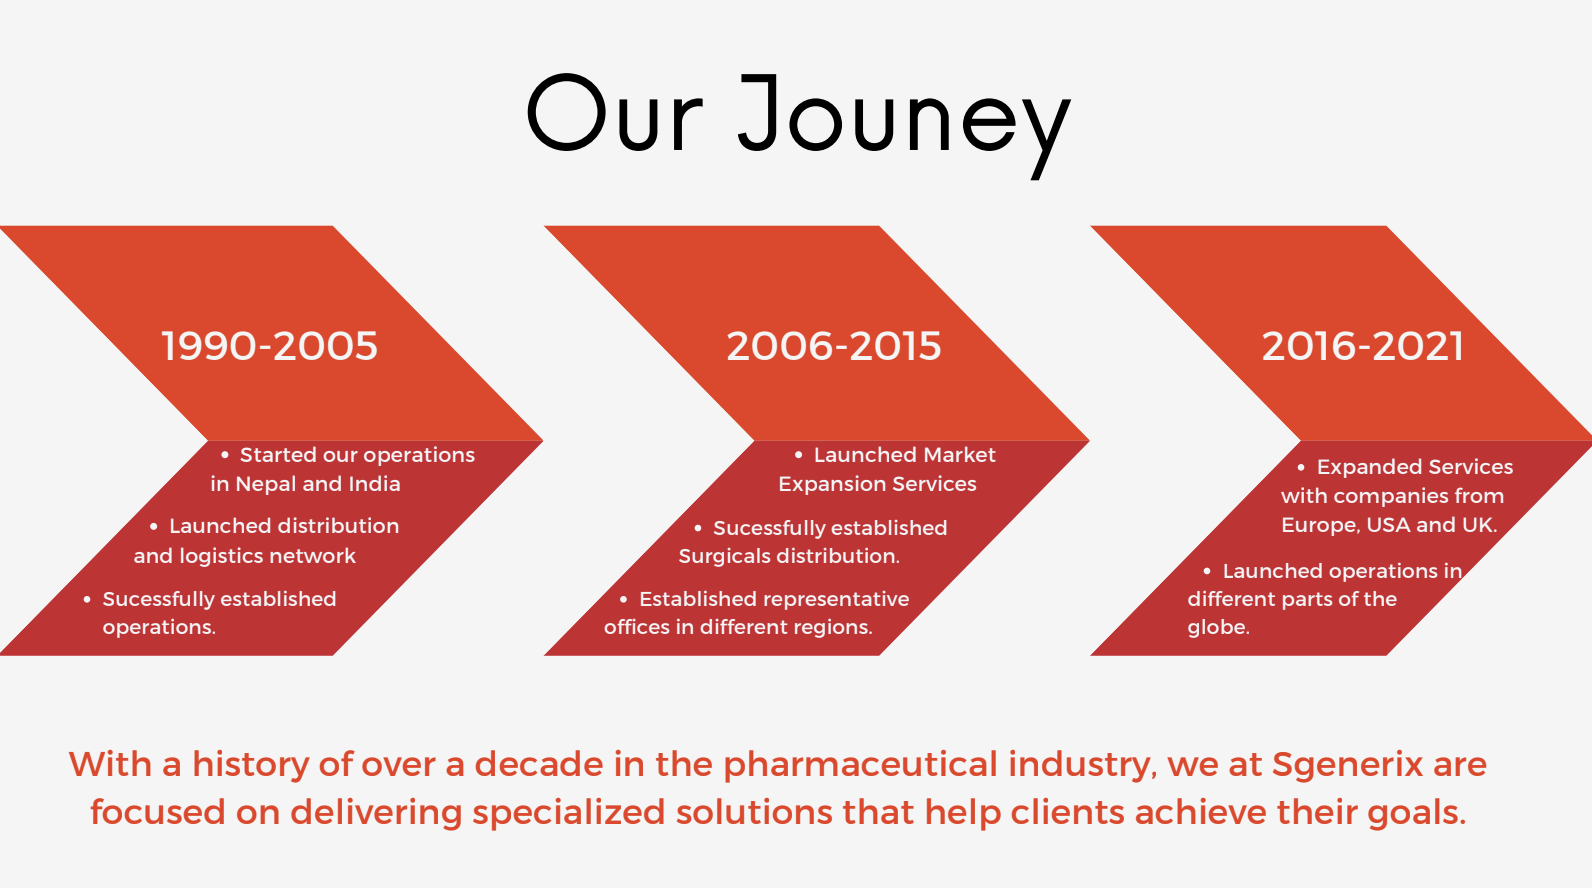 Our Jouney
1990-2005
• Started our operations
in Nepal and India
• Launched distribution
and logistics network
• Sucessfully established
operations.
2006-2015
• Launched Market
Expansion Services
• Sucessfully established
Surgicals distribution.
• Established representative
offices in different regions.
2016-2021
• Expanded Services
with companies from
Europe, USA and UK.
• Launched operations in
different parts of the
globe.
With a history of over a decade in the pharmaceutical industry, we at Sgenerix are
focused on delivering specialized solutions that help clients achieve their goals.